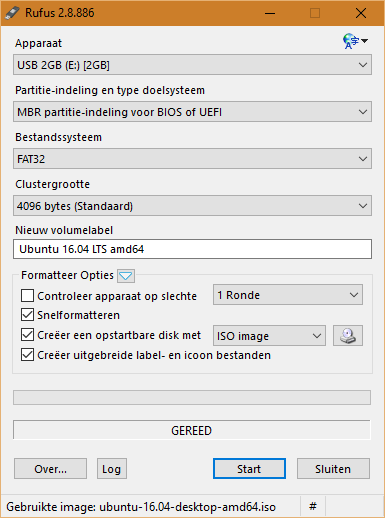 Rufus 2.8.886
Apparaat
USB 2GB (E:) [2GB]
Partitie-indeling en type doelsysteem
MBR partitie-indeling voor BIOS of UEFI
Bestandssysteem
FAT32
Clustergrootte
4096 bytes (Standaard)
Nieuw volumelabel
Ubuntu 16.04 LTS amd64
Formatteer Opties
Controleer apparaat op slechte 1 Ronde
Snelformatteren
Creëer een opstartbare disk met ISO image
Creëer uitgebreide label- en icoon bestanden
GEREED
Over... Log Start Sluiten
Gebruikte image: ubuntu-16.04-desktop-amd64.iso #